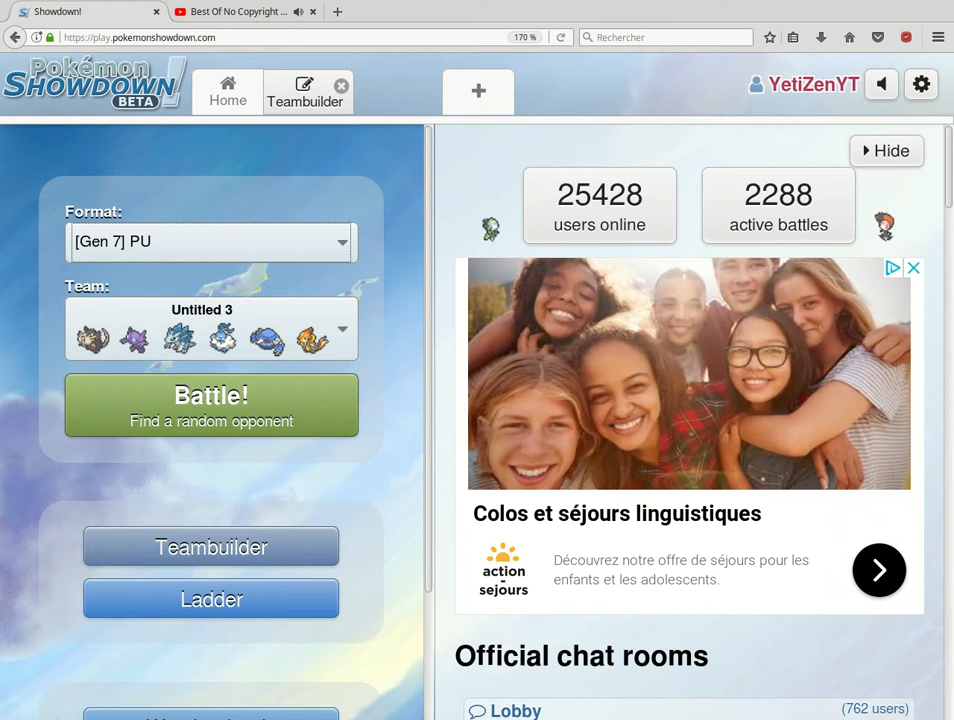 Showdown!
Best Of No Copyright ...
https://play.pokemonshowdown.com
170 %
Rechercher
Pokémon
SHOWDOWN!
BETA
Home
Teambuilder
YetiZenYT
Hide
Format:
[Gen 7] PU
Team:
Untitled 3
Battle!
Find a random opponent
Teambuilder
Ladder
25428
users online
2288
active battles
Colos et séjours linguistiques
action
-
séjours
Découvrez notre offre de séjours pour les
enfants et les adolescents.
Official chat rooms
Lobby
(762 users)